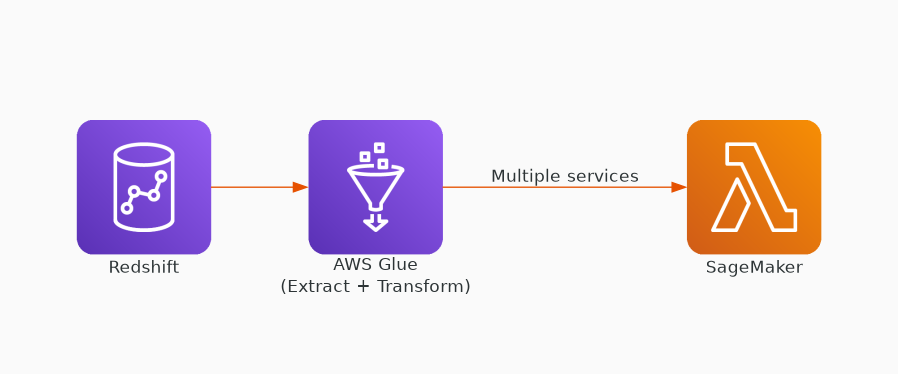 Multiple services
Redshift
AWS Glue
(Extract + Transform)
SageMaker